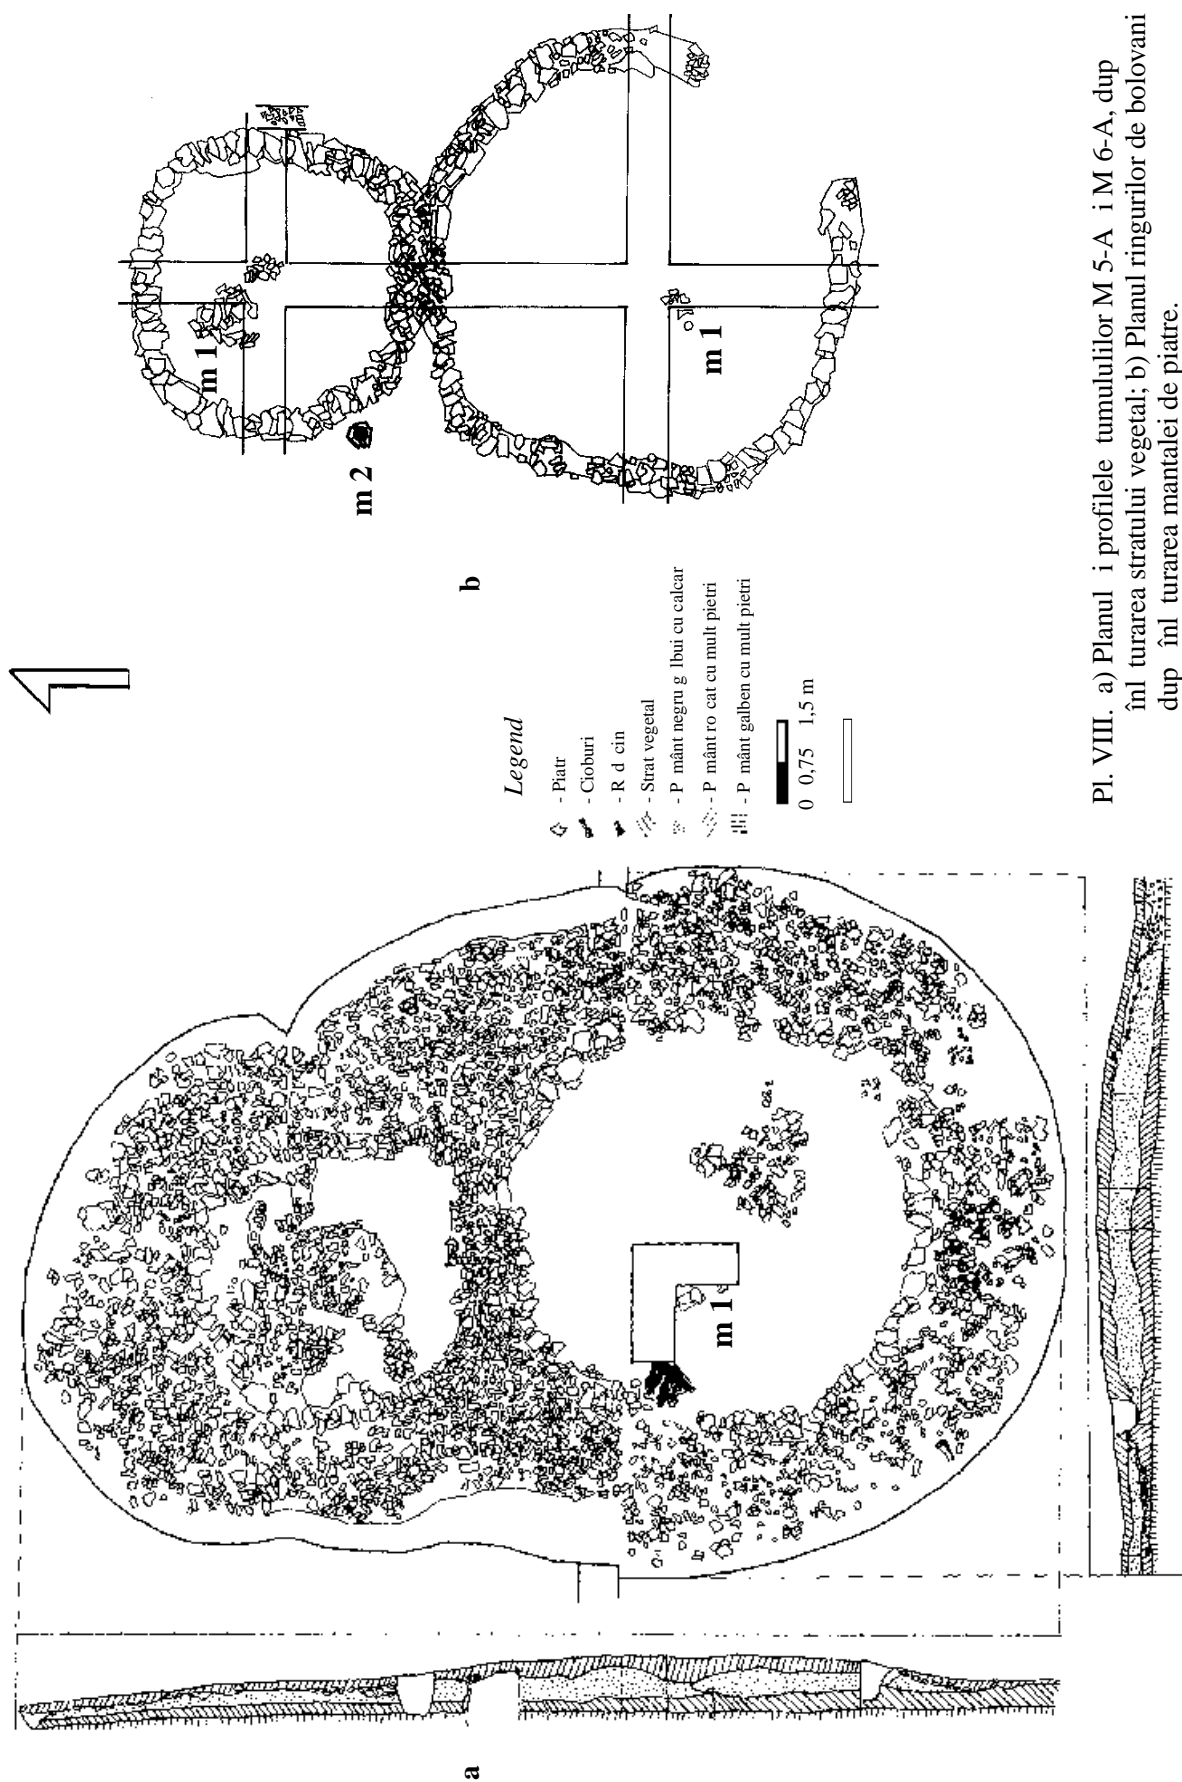 m 1
m 2
m 1
b
Legend
- Piatr
- Cioburi
- R d cin
- Strat vegetal
- P mânt negru g lbui cu calcar
- P mânt ro cat cu mult pietri
- P mânt galben cu mult pietri
0 0,75 1,5 m
m 1
a
Pl. VIII. a) Planul i profilele tumulilor M 5-A i M 6-A, dup
înl turarea stratului vegetal; b) Planul ringurilor de bolovani
dup înl turarea mantalei de piatre.